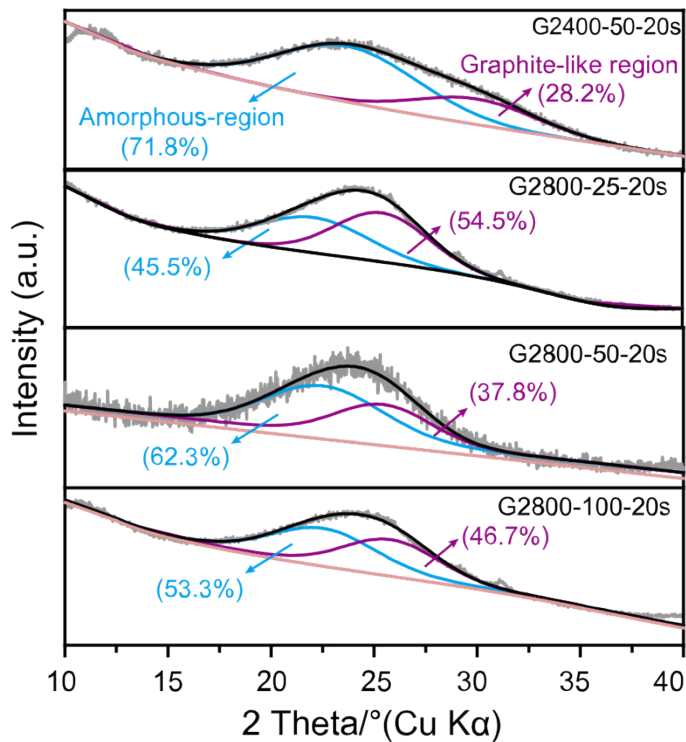 G2400-50-20s
Graphite-like region
(28.2%)
Amorphous-region
(71.8%)
G2800-25-20s
(54.5%)
(45.5%)
G2800-50-20s
(37.8%)
(62.3%)
G2800-100-20s
(46.7%)
(53.3%)
Intensity (a.u.)
10 15 20 25 30 35 40
2 Theta/°(Cu Kα)